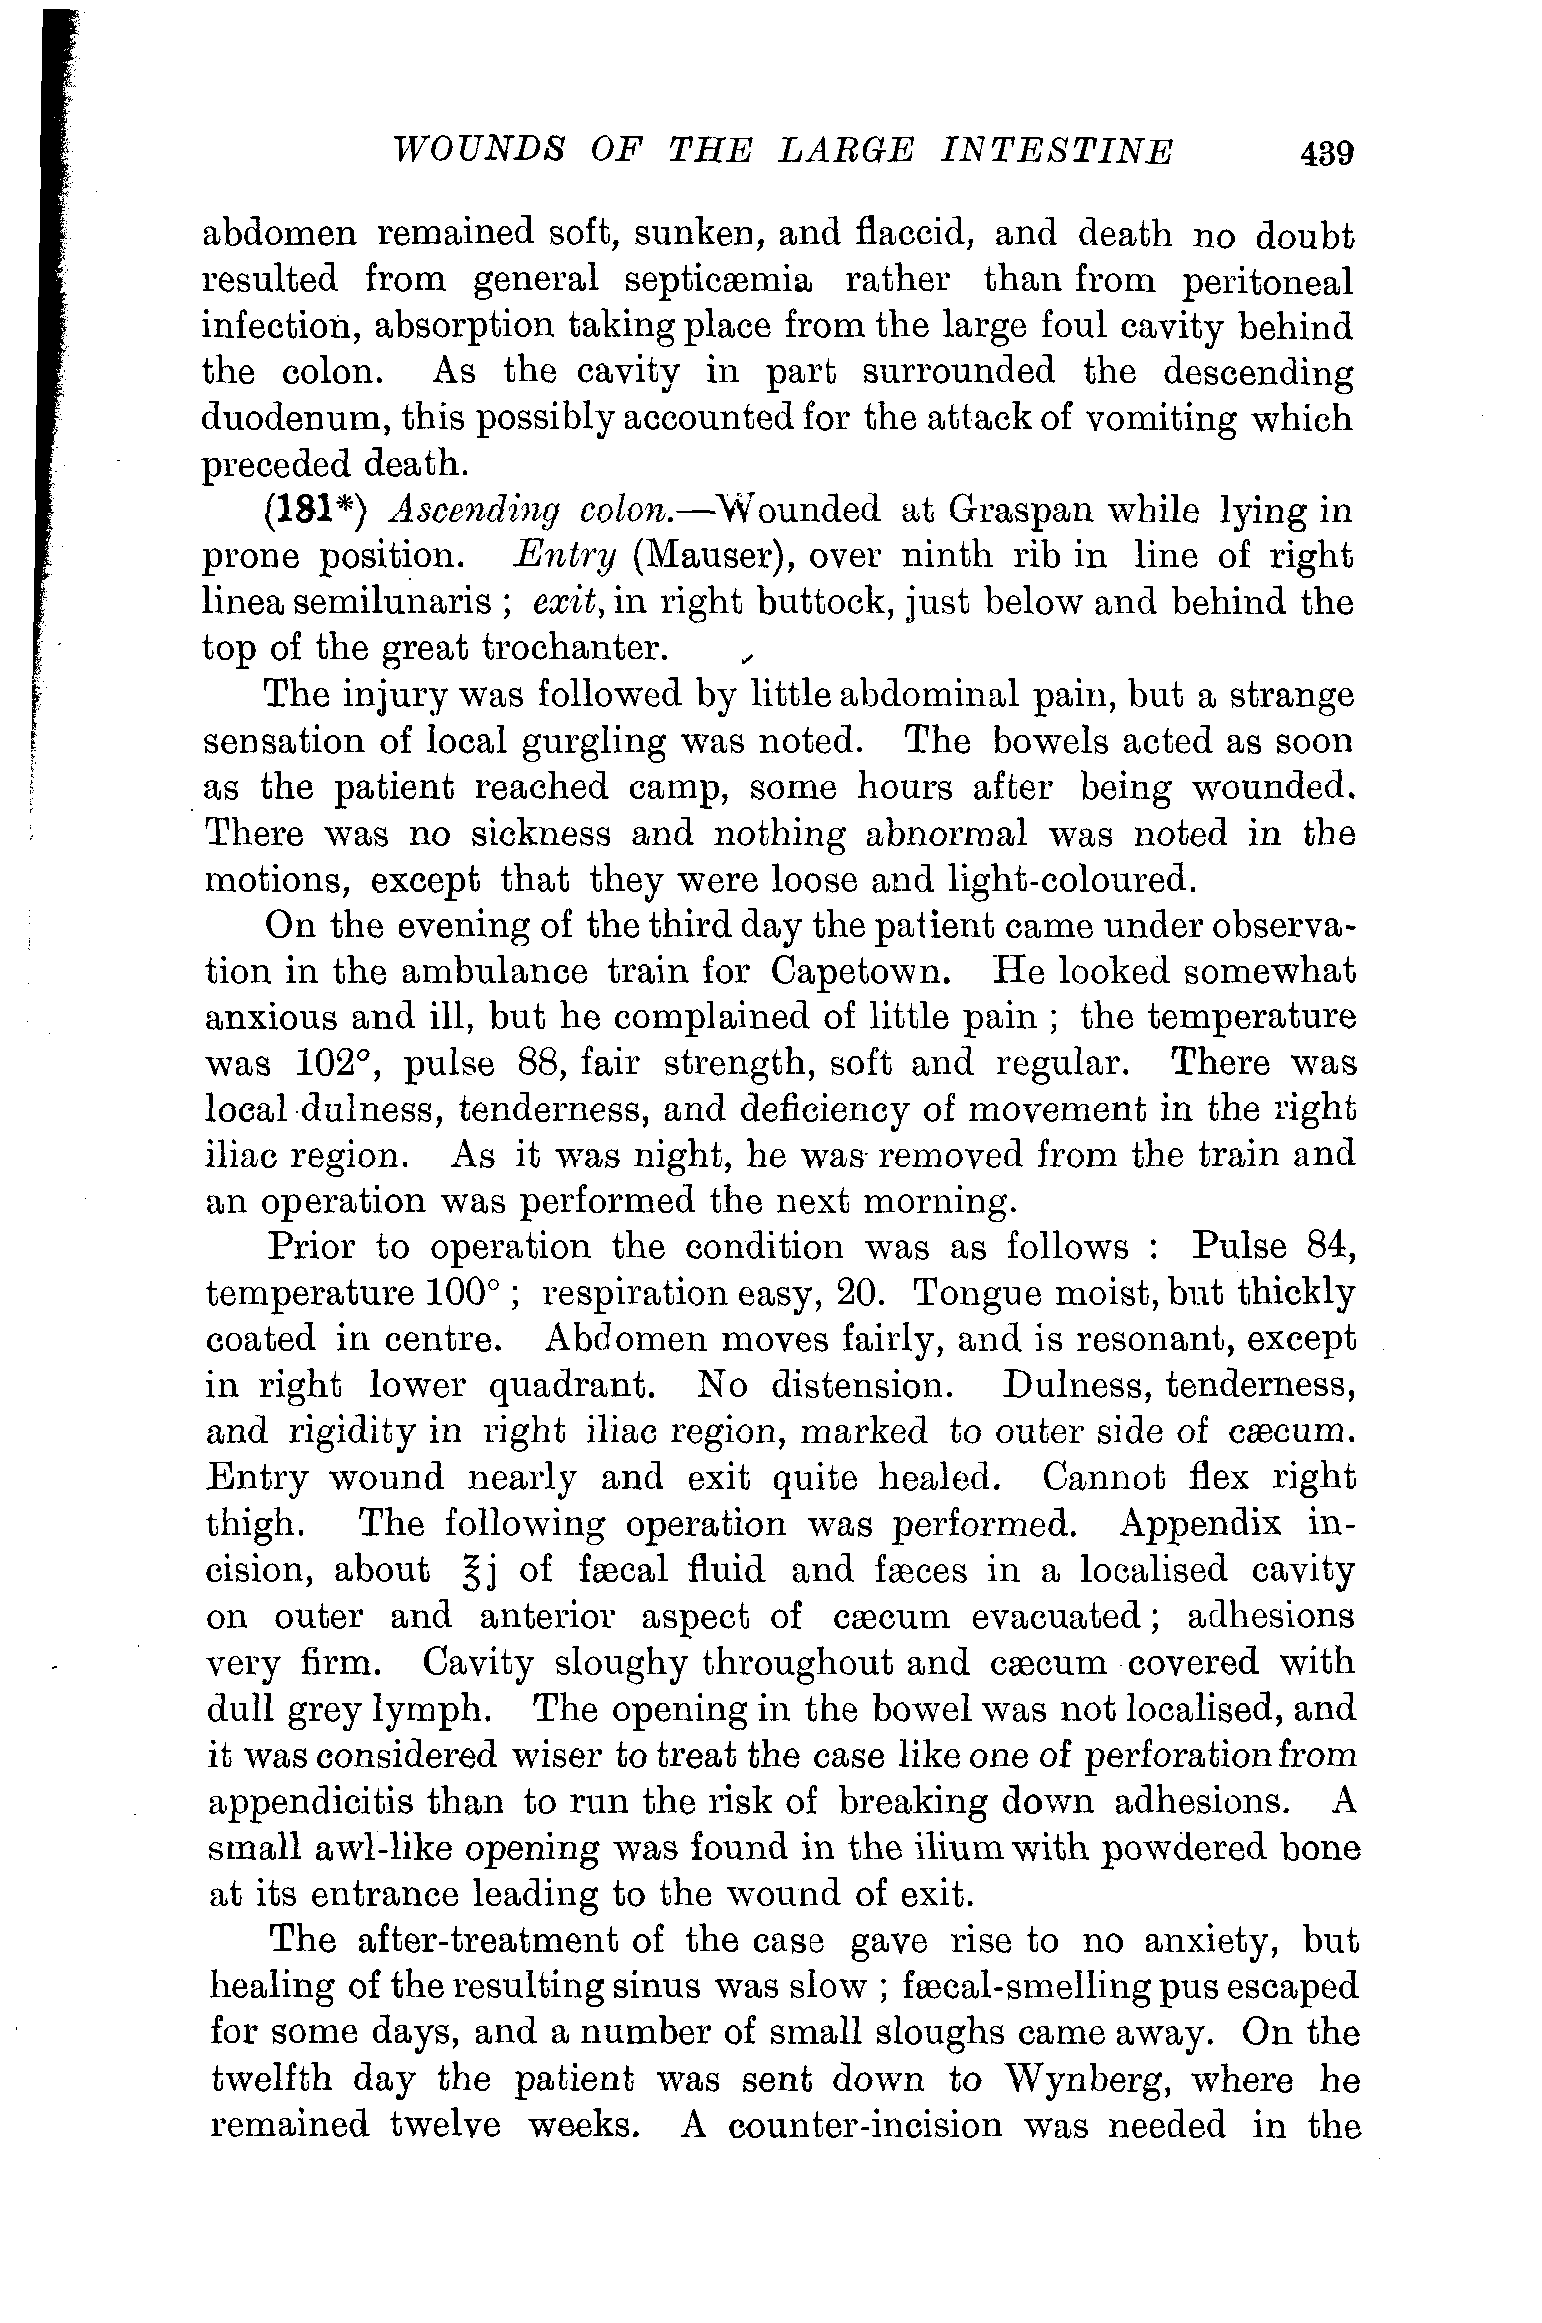 WOUNDS OF THE LARGE INTESTINE 439
abdomen remained soft, sunken, and flaccid, and death no doubt
resulted from general septicæmia rather than from peritoneal
infection, absorption taking place from the large foul cavity behind
the colon. As the cavity in part surrounded the descending
duodenum, this possibly accounted for the attack of vomiting which
preceded death.
(181*) Ascending colon.—Wounded at Graspan while lying in
prone position. Entry (Mauser), over ninth rib in line of right
linea semilunaris ; exit, in right buttock, just below and behind the
top of the great trochanter.
The injury was followed by little abdominal pain, but a strange
sensation of local gurgling was noted. The bowels acted as soon
as the patient reached camp, some hours after being wounded.
There was no sickness and nothing abnormal was noted in the
motions, except that they were loose and light-coloured.
On the evening of the third day the patient came under observa-
tion in the ambulance train for Capetown. He looked somewhat
anxious and ill, but he complained of little pain ; the temperature
was 102°, pulse 88, fair strength, soft and regular. There was
local dulness, tenderness, and deficiency of movement in the right
iliac region. As it was night, he was removed from the train and
an operation was performed the next morning.
Prior to operation the condition was as follows : Pulse 84,
temperature 100° ; respiration easy, 20. Tongue moist, but thickly
coated in centre. Abdomen moves fairly, and is resonant, except
in right lower quadrant. No distension. Dulness, tenderness,
and rigidity in right iliac region, marked to outer side of cæcum.
Entry wound nearly and exit quite healed. Cannot flex right
thigh. The following operation was performed. Appendix in-
cision, about ℥j of fæcal fluid and fæces in a localised cavity
on outer and anterior aspect of cæcum evacuated ; adhesions
very firm. Cavity sloughy throughout and cæcum covered with
dull grey lymph. The opening in the bowel was not localised, and
it was considered wiser to treat the case like one of perforation from
appendicitis than to run the risk of breaking down adhesions. A
small awl-like opening was found in the ilium with powdered bone
at its entrance leading to the wound of exit.
The after-treatment of the case gave rise to no anxiety, but
healing of the resulting sinus was slow ; fæcal-smelling pus escaped
for some days, and a number of small sloughs came away. On the
twelfth day the patient was sent down to Wynberg, where he
remained twelve weeks. A counter-incision was needed in the